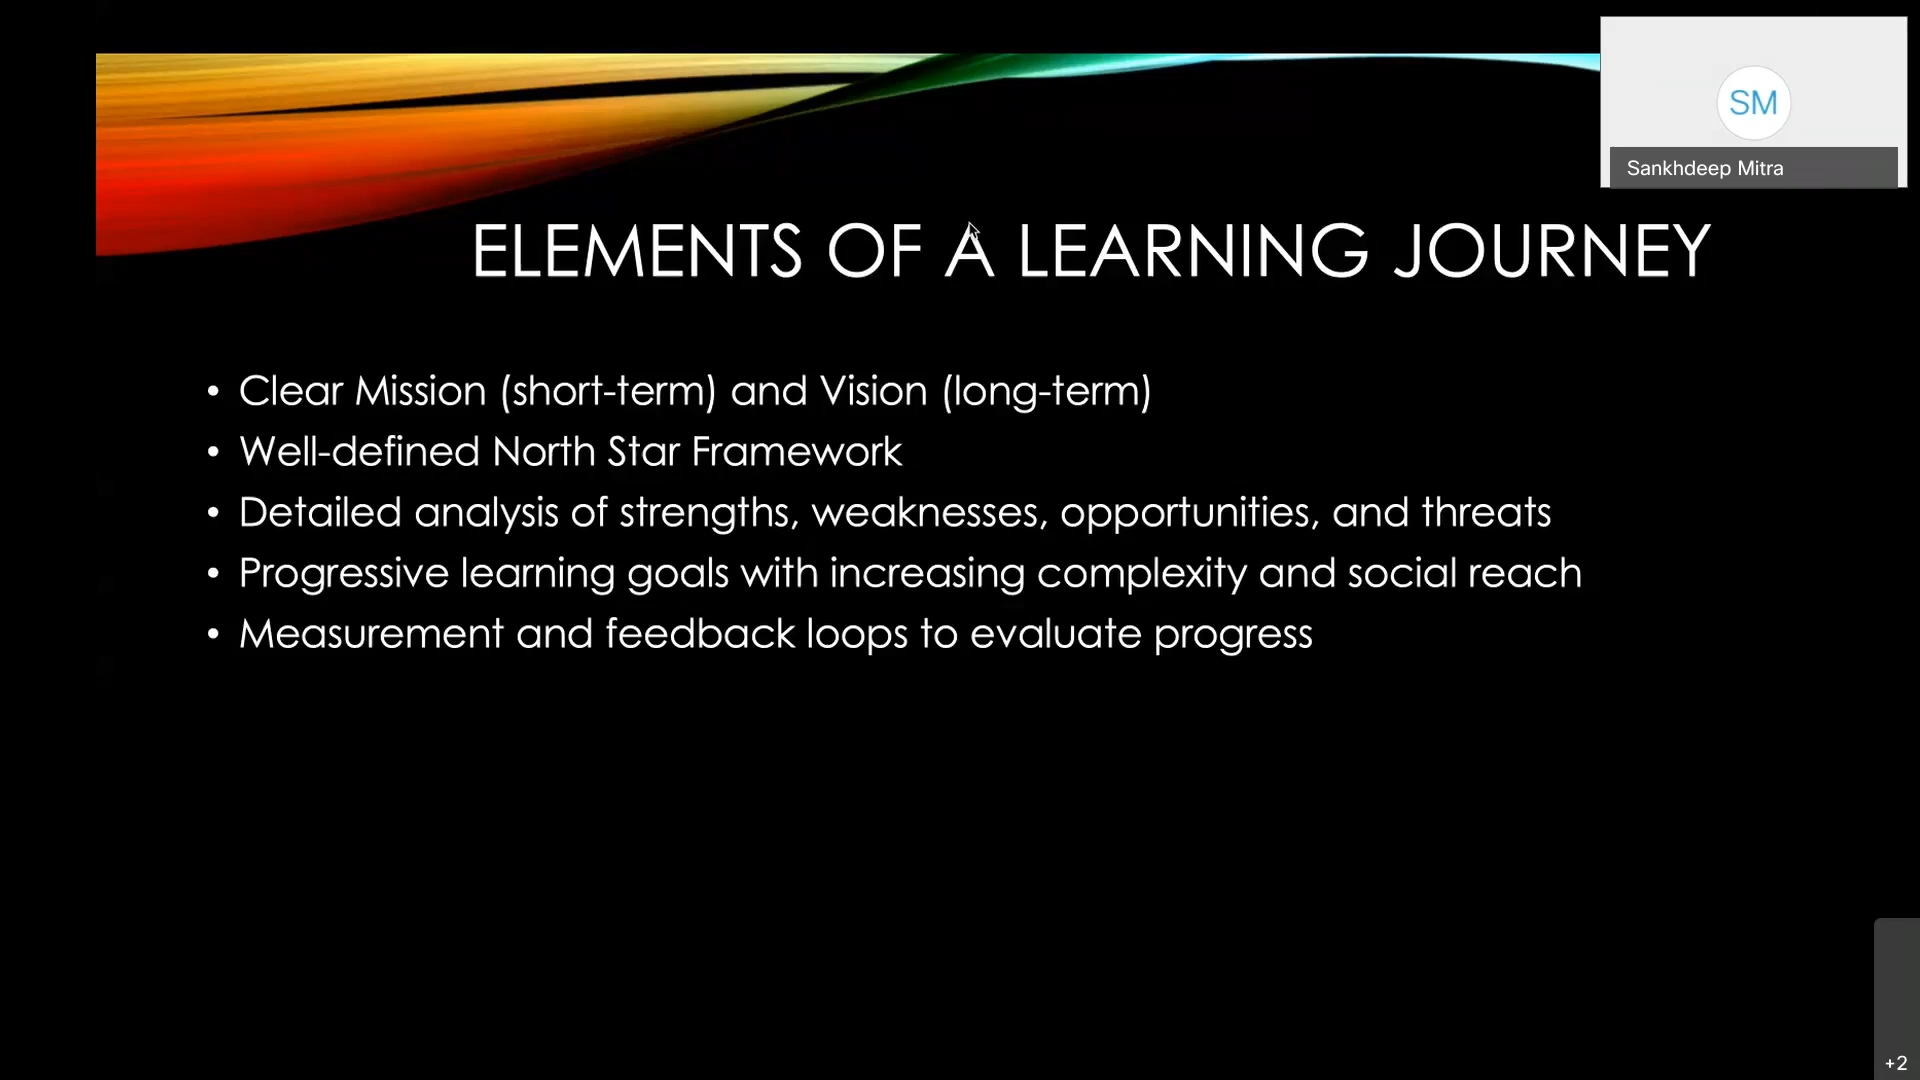 SM
Sankhdeep Mitra
ELEMENTS OF A LEARNING JOURNEY
• Clear Mission (short-term) and Vision (long-term)
• Well-defined North Star Framework
• Detailed analysis of strengths, weaknesses, opportunities, and threats
• Progressive learning goals with increasing complexity and social reach
• Measurement and feedback loops to evaluate progress
+2